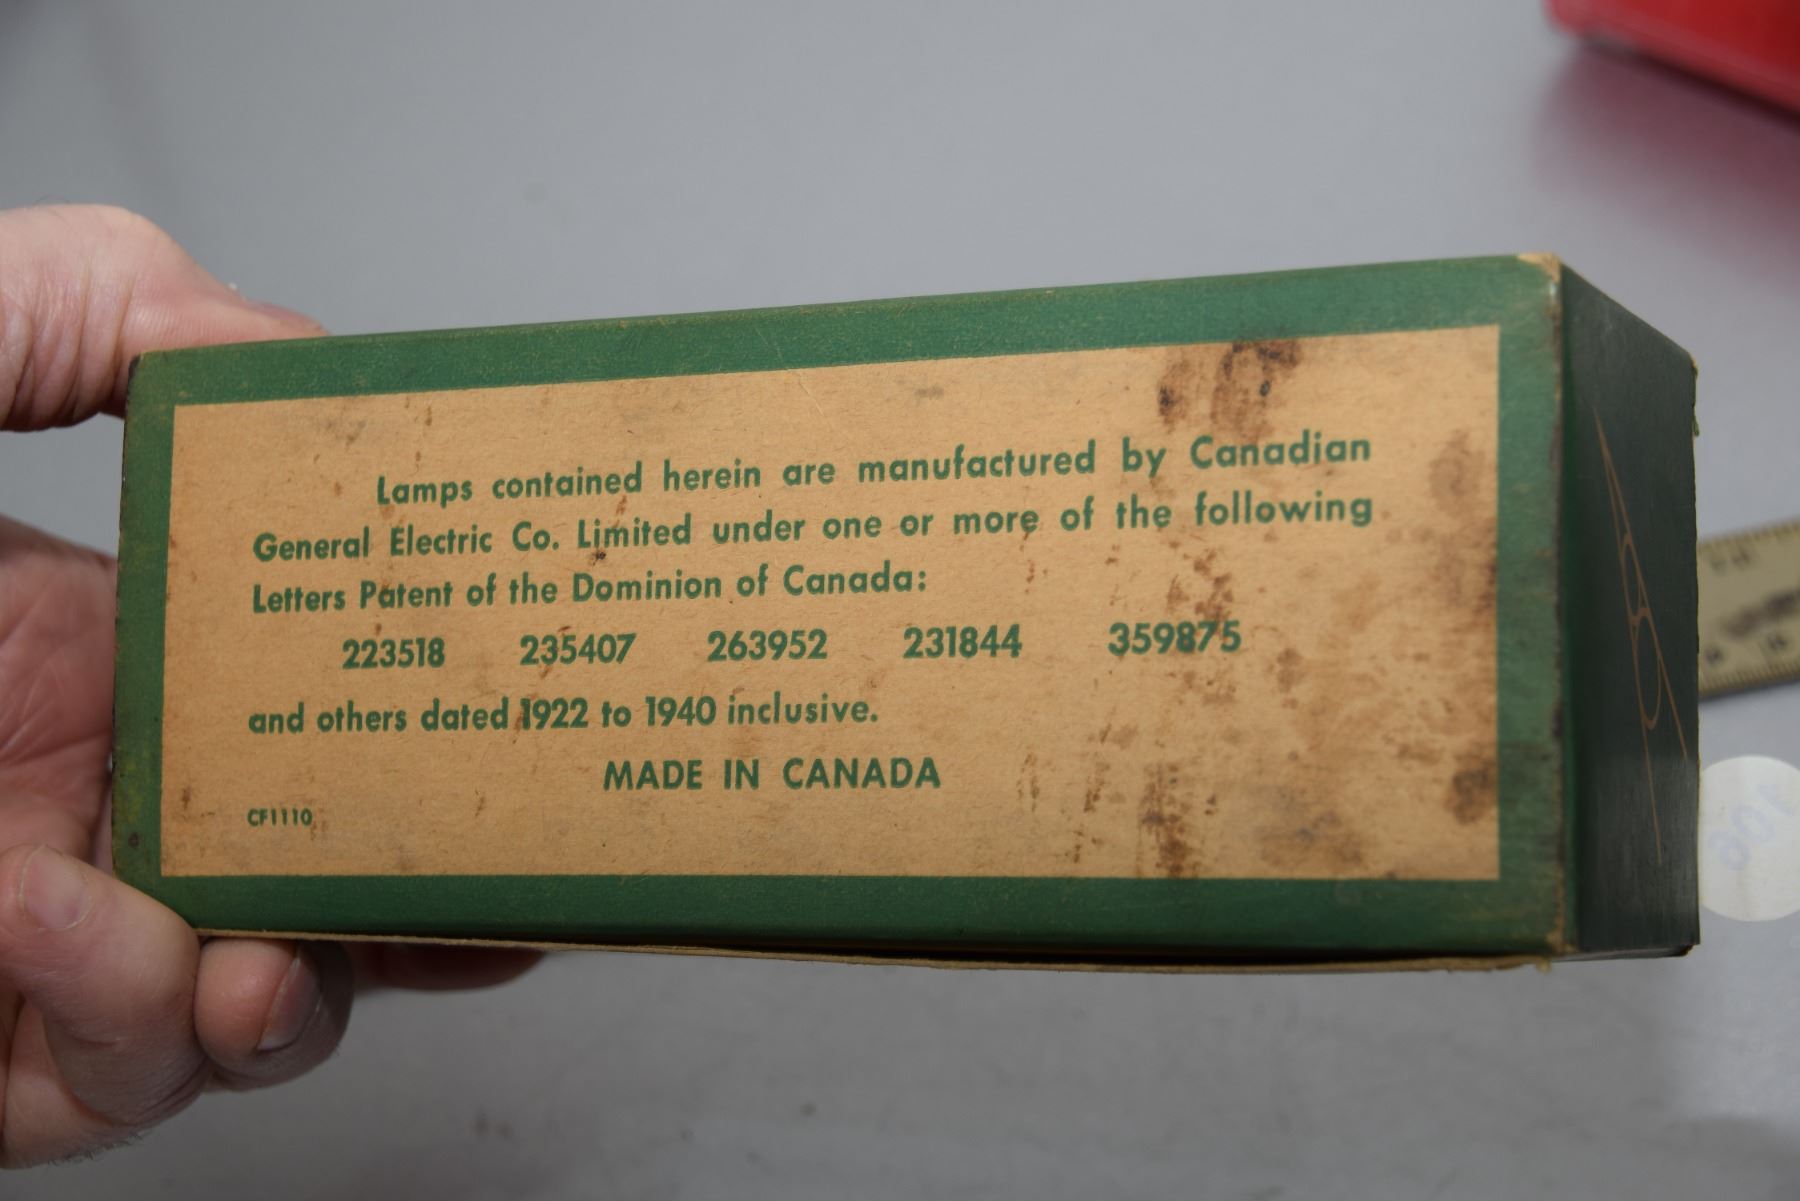 Lamps contained herein are manufactured by Canadian
General Electric Co. Limited under one or more of the following
Letters Patent of the Dominion of Canada:
223518 235407 263952 231844 359875
and others dated 1922 to 1940 inclusive.
MADE IN CANADA
CF1110
106